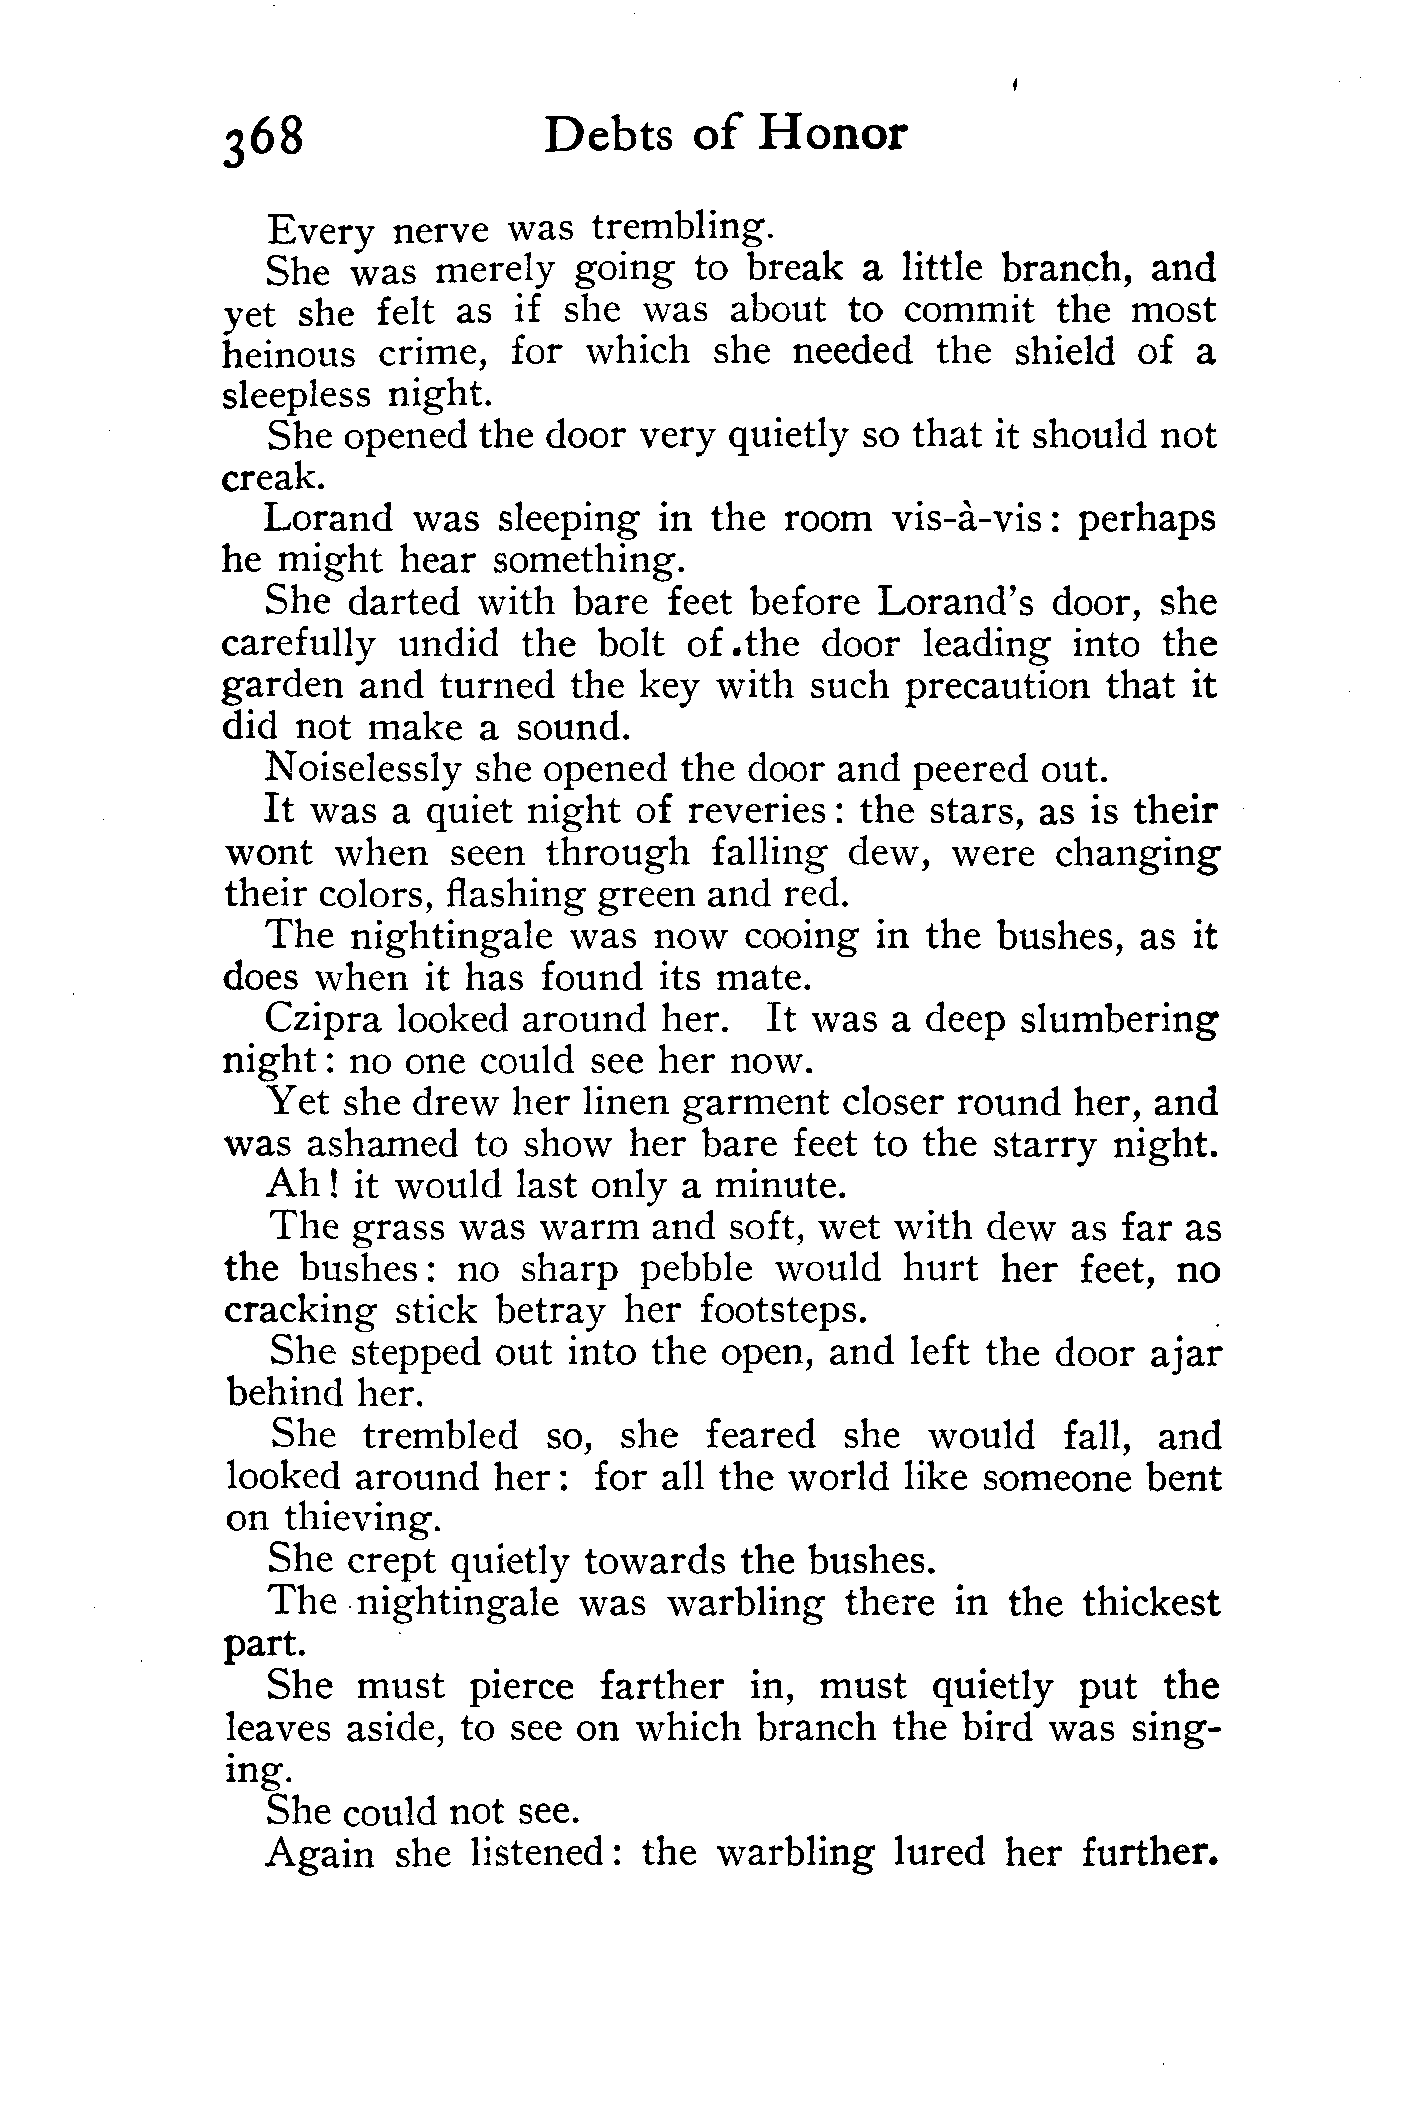 368 Debts of Honor
Every nerve was trembling.
She was merely going to break a little branch, and
yet she felt as if she was about to commit the most
heinous crime, for which she needed the shield of a
sleepless night.
She opened the door very quietly so that it should not
creak.
Lorand was sleeping in the room vis-à-vis: perhaps
he might hear something.
She darted with bare feet before Lorand's door, she
carefully undid the bolt of the door leading into the
garden and turned the key with such precaution that it
did not make a sound.
Noiselessly she opened the door and peered out.
It was a quiet night of reveries: the stars, as is their
wont when seen through falling dew, were changing
their colors, flashing green and red.
The nightingale was now cooing in the bushes, as it
does when it has found its mate.
Czipra looked around her. It was a deep slumbering
night: no one could see her now.
Yet she drew her linen garment closer round her, and
was ashamed to show her bare feet to the starry night.
Ah! it would last only a minute.
The grass was warm and soft, wet with dew as far as
the bushes: no sharp pebble would hurt her feet, no
cracking stick betray her footsteps.
She stepped out into the open, and left the door ajar
behind her.
She trembled so, she feared she would fall, and
looked around her: for all the world like someone bent
on thieving.
She crept quietly towards the bushes.
The nightingale was warbling there in the thickest
part.
She must pierce farther in, must quietly put the
leaves aside, to see on which branch the bird was sing-
ing.
She could not see.
Again she listened: the warbling lured her further.